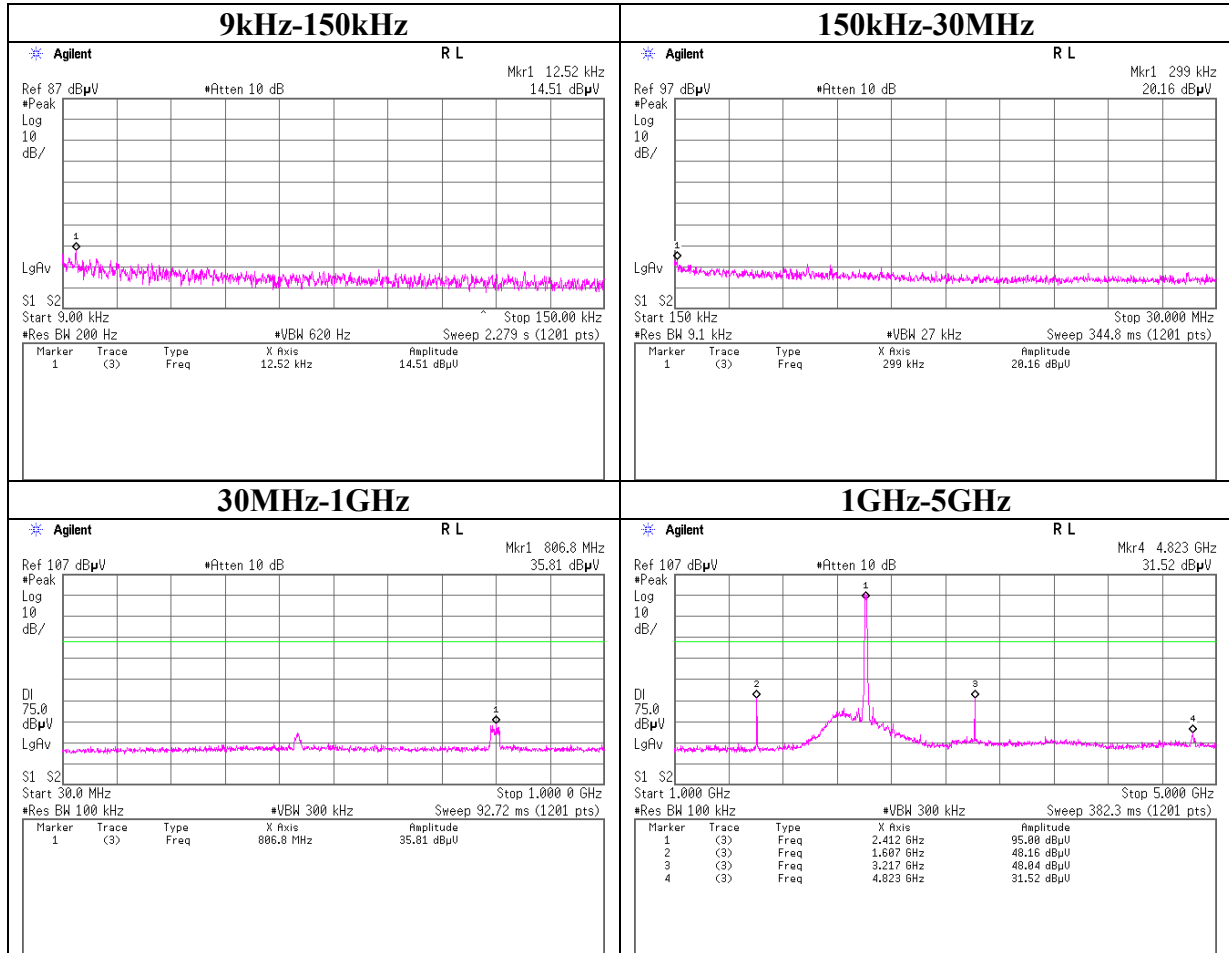 9kHz-150kHz
Agilent R L
Mkr1 12.52 kHz
Ref 87 dBµV #Atten 10 dB 14.51 dBµV
#Peak
Log
10
dB/
1
LgAv
S1 S2
Start 9.00 kHz ^ Stop 150.00 kHz
#Res BW 200 Hz #VBW 620 Hz Sweep 2.279 s (1201 pts)
Marker Trace Type X Axis Amplitude
1 (3) Freq 12.52 kHz 14.51 dBµV
150kHz-30MHz
Agilent R L
Mkr1 299 kHz
Ref 97 dBµV #Atten 10 dB 20.16 dBµV
#Peak
Log
10
dB/
1
LgAv
S1 S2
Start 150 kHz Stop 30.000 MHz
#Res BW 9.1 kHz #VBW 27 kHz Sweep 344.8 ms (1201 pts)
Marker Trace Type X Axis Amplitude
1 (3) Freq 299 kHz 20.16 dBµV
30MHz-1GHz
Agilent R L
Mkr1 806.8 MHz
Ref 107 dBµV #Atten 10 dB 35.81 dBµV
#Peak
Log
10
dB/
DI
75.0
dBµV
1
LgAv
S1 S2
Start 30.0 MHz Stop 1.000 0 GHz
#Res BW 100 kHz #VBW 300 kHz Sweep 92.72 ms (1201 pts)
Marker Trace Type X Axis Amplitude
1 (3) Freq 806.8 MHz 35.81 dBµV
1GHz-5GHz
Agilent R L
Mkr4 4.823 GHz
Ref 107 dBµV #Atten 10 dB 31.52 dBµV
#Peak
1
Log
10
dB/
2 3
DI
75.0
dBµV
4
LgAv
S1 S2
Start 1.000 GHz Stop 5.000 GHz
#Res BW 100 kHz #VBW 300 kHz Sweep 382.3 ms (1201 pts)
Marker Trace Type X Axis Amplitude
1 (3) Freq 2.412 GHz 95.00 dBµV
2 (3) Freq 1.607 GHz 48.16 dBµV
3 (3) Freq 3.217 GHz 48.04 dBµV
4 (3) Freq 4.823 GHz 31.52 dBµV